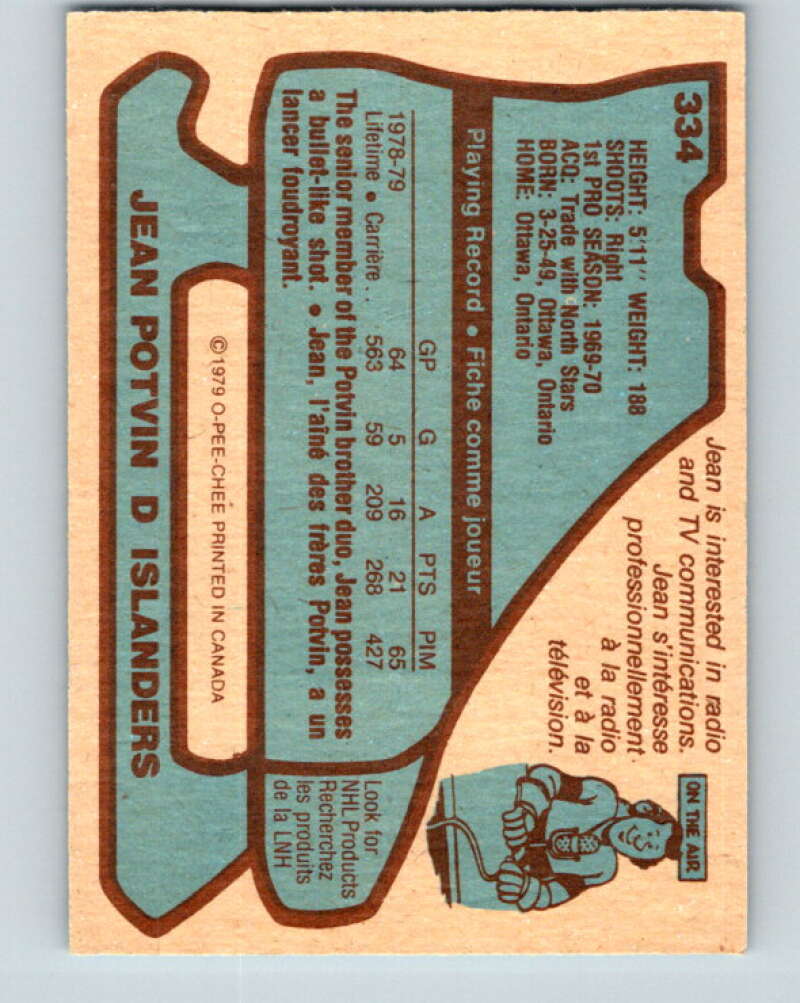 334
HEIGHT: 5'11" WEIGHT: 188
SHOOTS: Right
1st PRO SEASON: 1969-70
ACQ: Trade with North Stars
BORN: 3-25-49, Ottawa, Ontario
HOME: Ottawa, Ontario
Jean is interested in radio
and TV communications.
Jean s'intéresse
professionnellement
à la radio
et à la
télévision.
ON THE AIR
Playing Record • Fiche comme joueur
GP G A PTS PIM
1978-79 64 5 16 21 65
Lifetime • Carrière .. 563 59 209 268 427
The senior member of the Potvin brother duo, Jean possesses
a bullet-like shot. • Jean, l'aîné des frères Potvin, a un
lancer foudroyant.
Look for
NHL Products
Recherchez
les produits
de la LNH
©1979 O-PEE-CHEE PRINTED IN CANADA
JEAN POTVIN D ISLANDERS